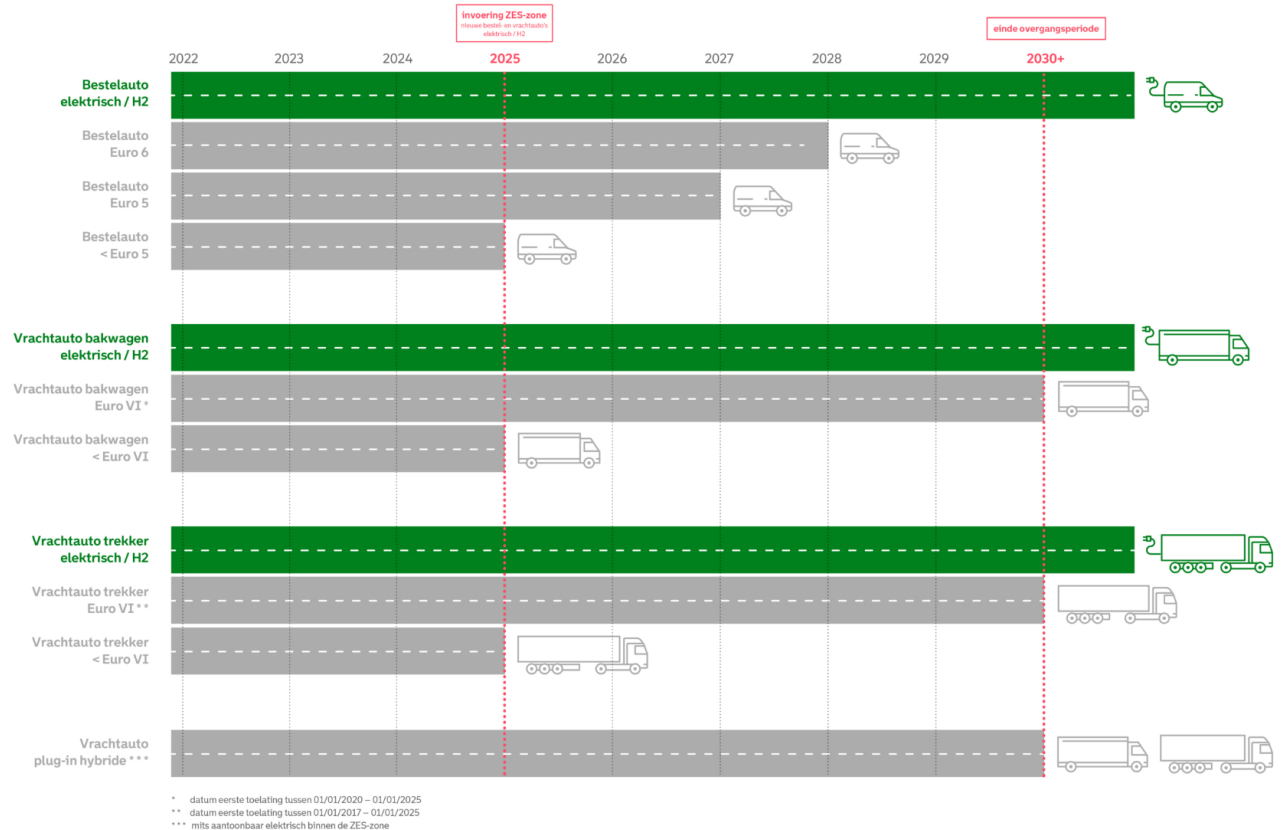 invoering ZES-zone
nieuwe bestel- en vrachtauto's
elektrisch / H2
einde overgangsperiode
2022 2023 2024 2025 2026 2027 2028 2029 2030+
Bestelauto
elektrisch / H2
Bestelauto
Euro 6
Bestelauto
Euro 5
Bestelauto
< Euro 5
Vrachtauto bakwagen
elektrisch / H2
Vrachtauto bakwagen
Euro VI *
Vrachtauto bakwagen
< Euro VI
Vrachtauto trekker
elektrisch / H2
Vrachtauto trekker
Euro VI * *
Vrachtauto trekker
< Euro VI
Vrachtauto
plug-in hybride * * *
* datum eerste toelating tussen 01/01/2020 – 01/01/2025
* * datum eerste toelating tussen 01/01/2017 – 01/01/2025
* * * mits aantoonbaar elektrisch binnen de ZES-zone